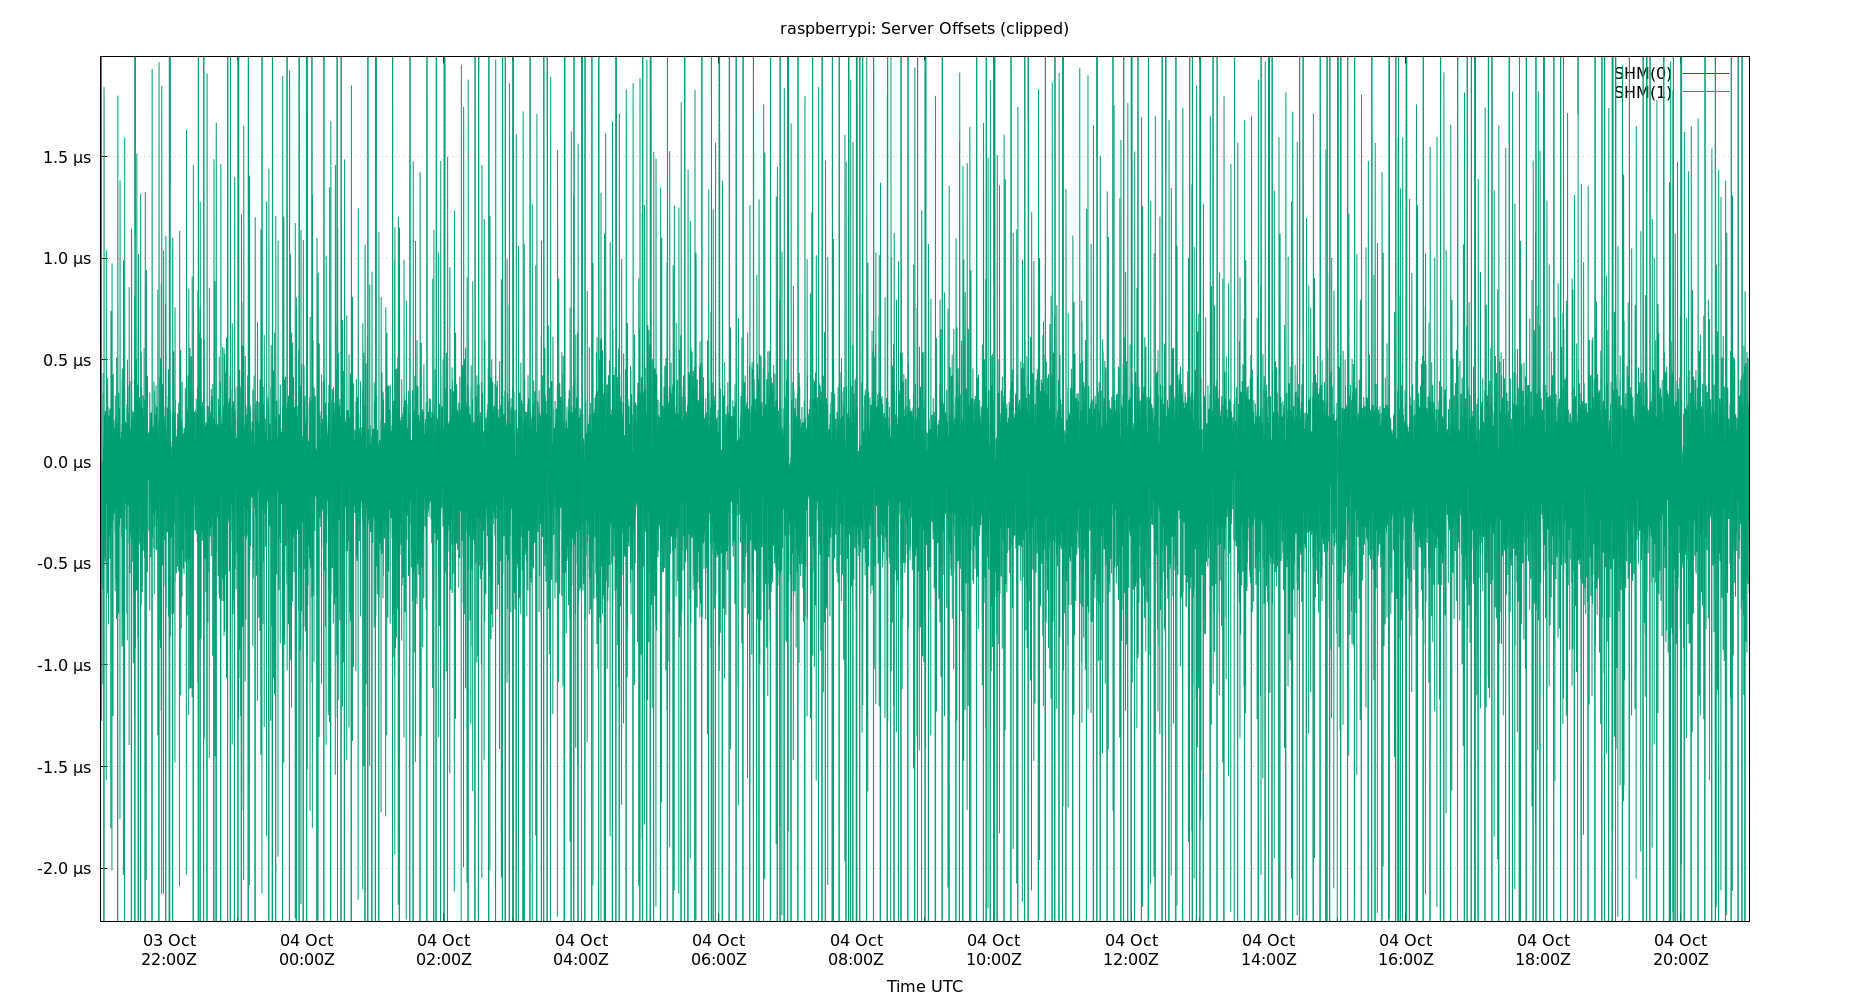 raspberrypi: Server Offsets (clipped)
SHM(0)
SHM(1)
1.5 µs
1.0 µs
0.5 µs
0.0 µs
-0.5 µs
-1.0 µs
-1.5 µs
-2.0 µs
03 Oct 04 Oct 04 Oct 04 Oct 04 Oct 04 Oct 04 Oct 04 Oct 04 Oct 04 Oct 04 Oct 04 Oct
22:00Z 00:00Z 02:00Z 04:00Z 06:00Z 08:00Z 10:00Z 12:00Z 14:00Z 16:00Z 18:00Z 20:00Z
Time UTC